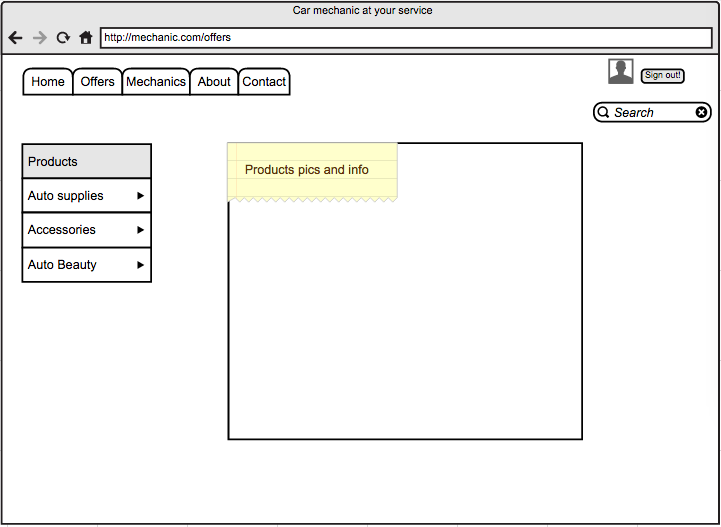 Car mechanic at your service
http://mechanic.com/offers
Home Offers Mechanics About Contact
Sign out!
Search
Products
Auto supplies
Accessories
Auto Beauty
Products pics and info